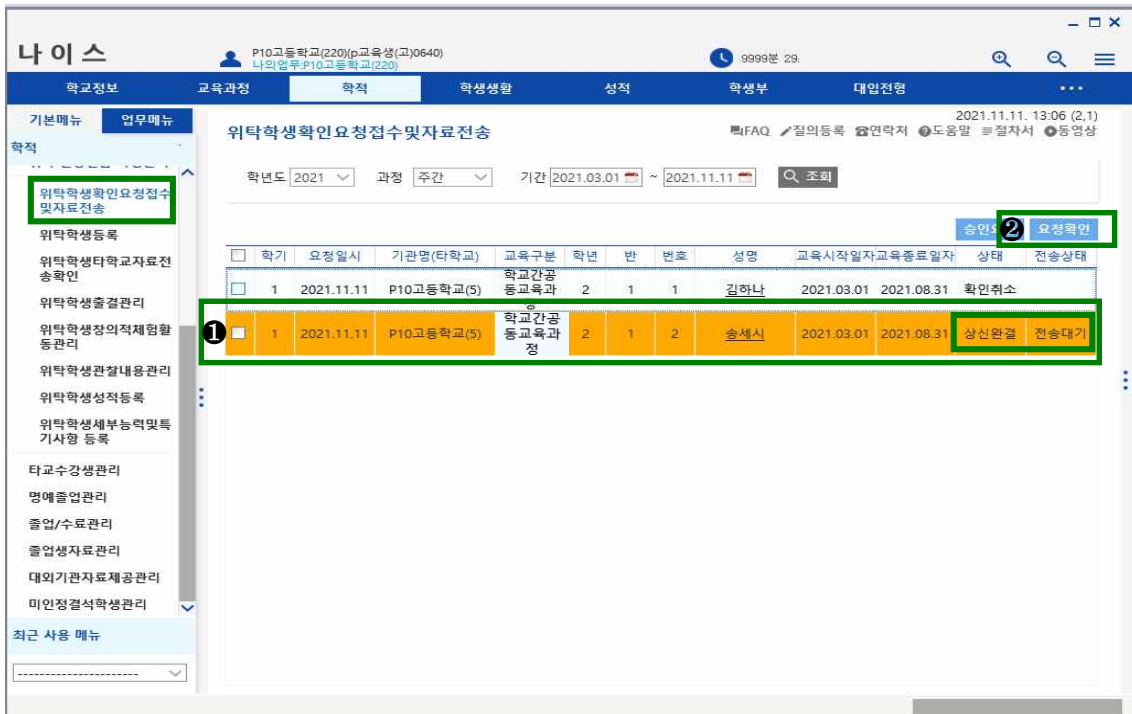 나이스
P10고등학교(220)(p교육생(고)0640)
나의업무:P10고등학교(220)
9999분 29.
학교정보 교육과정 학적 학생생활 성적 학생부 대입전형 ...
기본메뉴 업무메뉴
학적
위탁학생확인요청접수및자료전송
위탁학생등록
위탁학생타학교자료전송확인
위탁학생출결관리
위탁학생창의적체험활동관리
위탁학생관찰내용관리
위탁학생성적등록
위탁학생세부능력및특기사항 등록
타교수강생관리
명예졸업관리
졸업/수료관리
졸업생자료관리
대외기관자료제공관리
미인정결석학생관리
최근 사용 메뉴
----------------------
2021.11.11. 13:06 (2,1)
위탁학생확인요청접수및자료전송
FAQ 질의등록 연락처 도움말 절차서 동영상
학년도 2021 과정 주간 기간 2021.03.01 ~ 2021.11.11 조회
승인 ❷ 요청확인
학기 요청일시 기관명(타학교) 교육구분 학년 반 번호 성명 교육시작일자 교육종료일자 상태 전송상태
1 2021.11.11 P10고등학교(5) 학교간공동교육과정 2 1 1 김하나 2021.03.01 2021.08.31 확인취소
❶ 1 2021.11.11 P10고등학교(5) 학교간공동교육과정 2 1 2 송세시 2021.03.01 2021.08.31 상신완결 전송대기